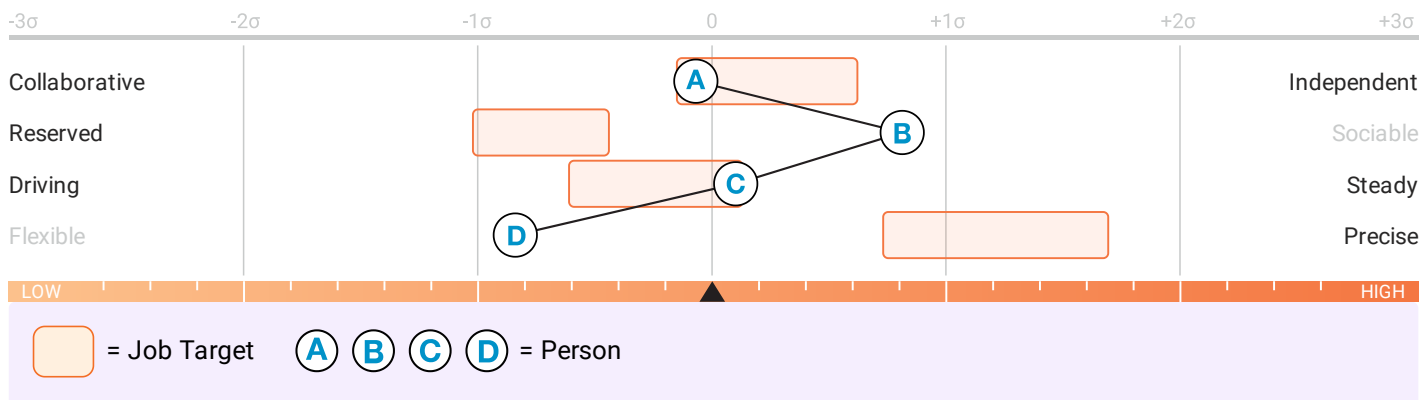 -3σ -2σ -1σ 0 +1σ +2σ +3σ
Collaborative A Independent
Reserved B Sociable
Driving C Steady
Flexible D Precise
LOW HIGH
= Job Target A B C D = Person